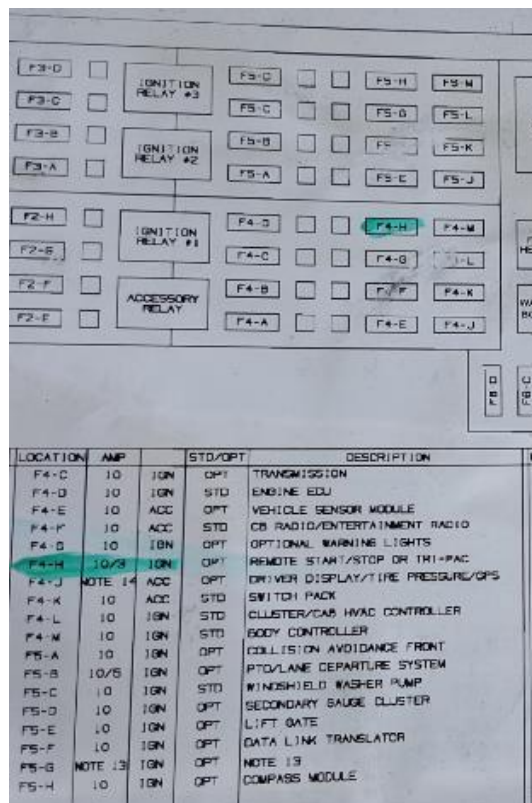 F3-D
IGNITION RELAY #3
F5-D
F5-H
F5-M
F3-C
F5-C
F5-G
F5-L
F3-B
IGNITION RELAY #2
F5-B
F5-K
F3-A
F5-A
F5-E
F5-J
F2-H
IGNITION RELAY #1
F4-D
F4-H
F4-M
F4-C
F4-G
F2-F
ACCESSORY RELAY
F4-B
F4-K
F2-E
F4-A
F4-E
F4-J
F6-D
F6-C
LOCATION AMP STD/OPT DESCRIPTION
F4-C 10 IGN OPT TRANSMISSION
F4-D 10 IGN STD ENGINE ECU
F4-E 10 ACC OPT VEHICLE SENSOR MODULE
F4-F 10 ACC STD CB RADIO/ENTERTAINMENT RADIO
F4-G 10 IGN OPT OPTIONAL WARNING LIGHTS
F4-H 10/3 IGN OPT REMOTE START/STOP OR TRI-PAC
F4-J NOTE 14 ACC OPT DRIVER DISPLAY/TIRE PRESSURE/GPS
F4-K 10 ACC STD SWITCH PACK
F4-L 10 IGN STD CLUSTER/CAB HVAC CONTROLLER
F4-M 10 IGN STD BODY CONTROLLER
F5-A 10 IGN OPT COLLISION AVOIDANCE FRONT
F5-B 10/5 IGN OPT PTO/LANE DEPARTURE SYSTEM
F5-C 10 IGN STD WINDSHIELD WASHER PUMP
F5-D 10 IGN OPT SECONDARY GAUGE CLUSTER
F5-E 10 IGN OPT LIFT GATE
F5-F 10 IGN OPT DATA LINK TRANSLATOR
F5-G NOTE 13 IGN OPT NOTE 13
F5-H 10 IGN OPT COMPASS MODULE